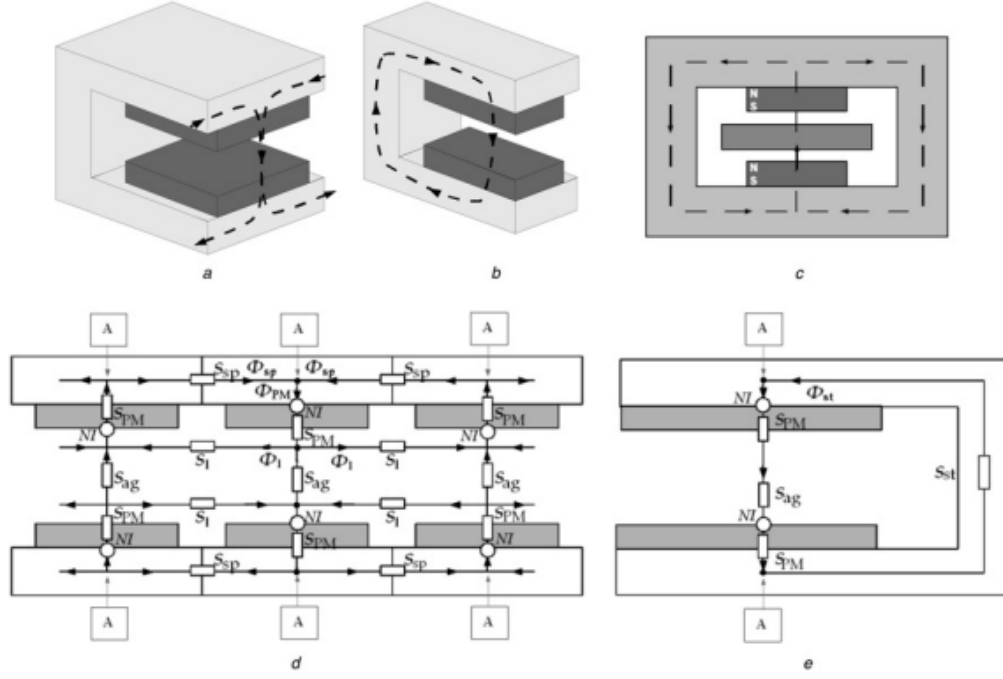 a
b
N
S
N
S
c
A
A
A
S_sp Φ_sp Φ_sp S_sp
Φ_PM
NI
S_PM
S_PM
S_PM
NI
NI
S_l Φ_l Φ_l S_l
S_ag
S_ag
S_ag
S_PM
S_l
NI
S_l
S_PM
NI
S_PM
NI
S_sp
S_sp
A
A
A
d
A
Φ_st
NI
S_PM
S_st
S_ag
NI
S_PM
A
e